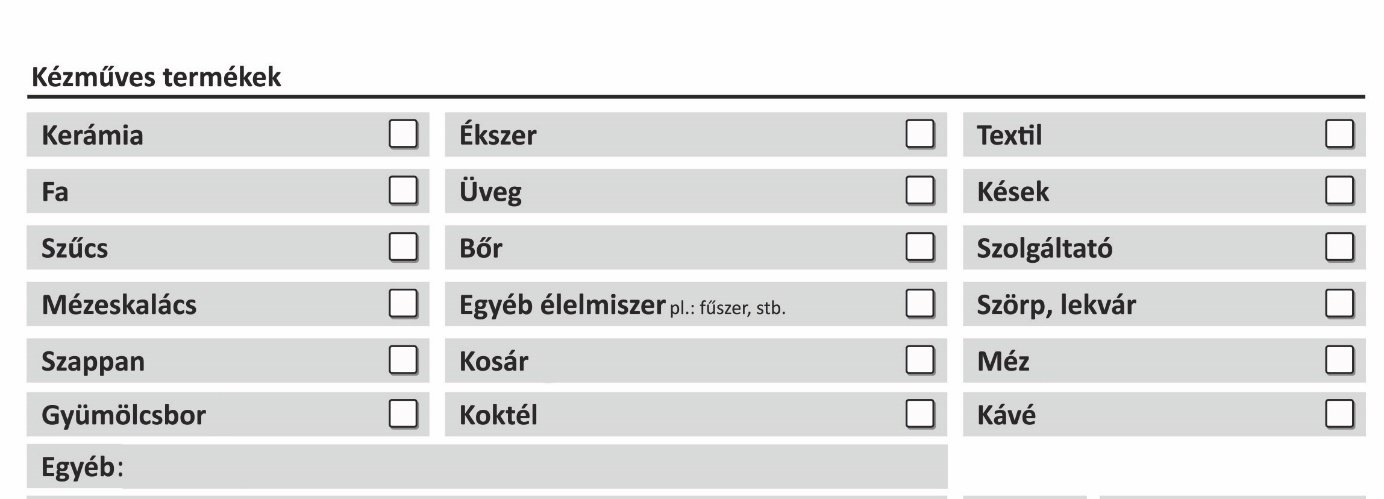 Kézműves termékek
Kerámia
Ékszer
Textil
Fa
Üveg
Kések
Szűcs
Bőr
Szolgáltató
Mézeskalács
Egyéb élelmiszer pl.: fűszer, stb.
Szörp, lekvár
Szappan
Kosár
Méz
Gyümölcsbor
Koktél
Kávé
Egyéb: